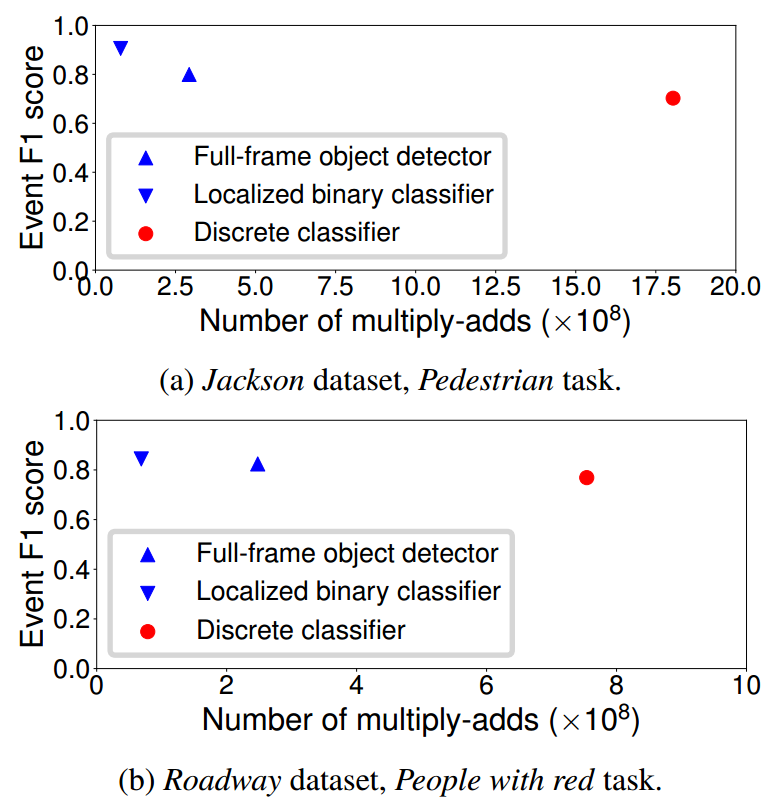 1.0
0.8
0.6
0.4
0.2
0.0
Event F1 score
Full-frame object detector
Localized binary classifier
Discrete classifier
0.0 2.5 5.0 7.5 10.0 12.5 15.0 17.5 20.0
Number of multiply-adds (×10⁸)
(a) Jackson dataset, Pedestrian task.
1.0
0.8
0.6
0.4
0.2
0.0
Event F1 score
Full-frame object detector
Localized binary classifier
Discrete classifier
0 2 4 6 8 10
Number of multiply-adds (×10⁸)
(b) Roadway dataset, People with red task.